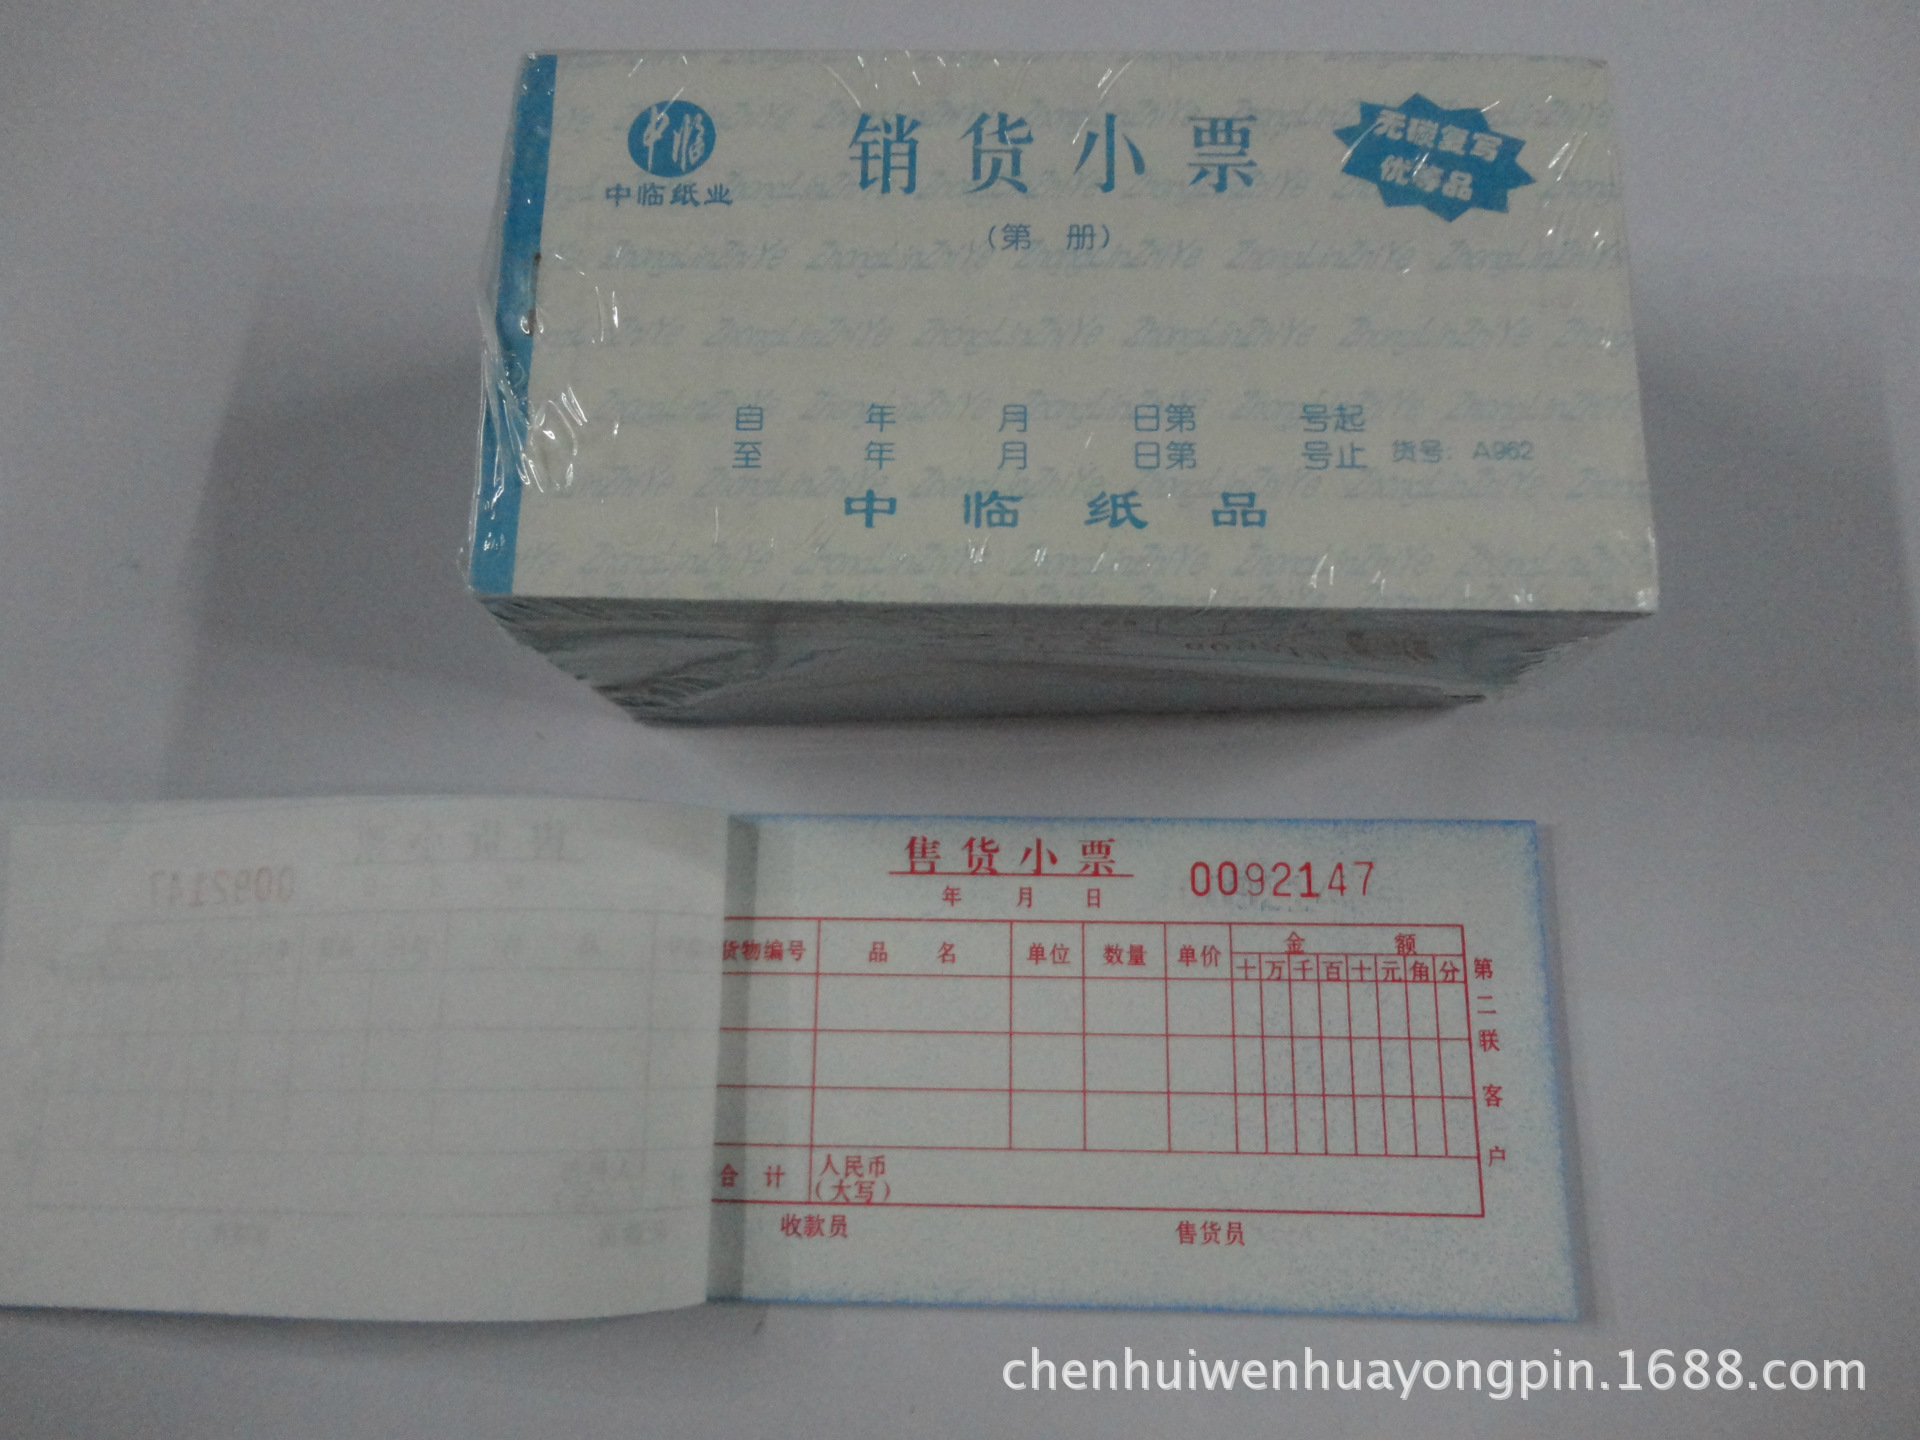 中临
中临纸业
销货小票
无碳复写
优等品
（第 册）
自 年 月 日第 号起
至 年 月 日第 号止 货号：A962
中临纸品
ZhongLinZhiYe
售货小票 0092147
年 月 日
货物编号 品名 单位 数量 单价 金额
十 万 千 百 十 元 角 分
第二联 客户
合计 人民币
（大写）
收款员 售货员
0092147
chenhuiwenhuayongpin.1688.com